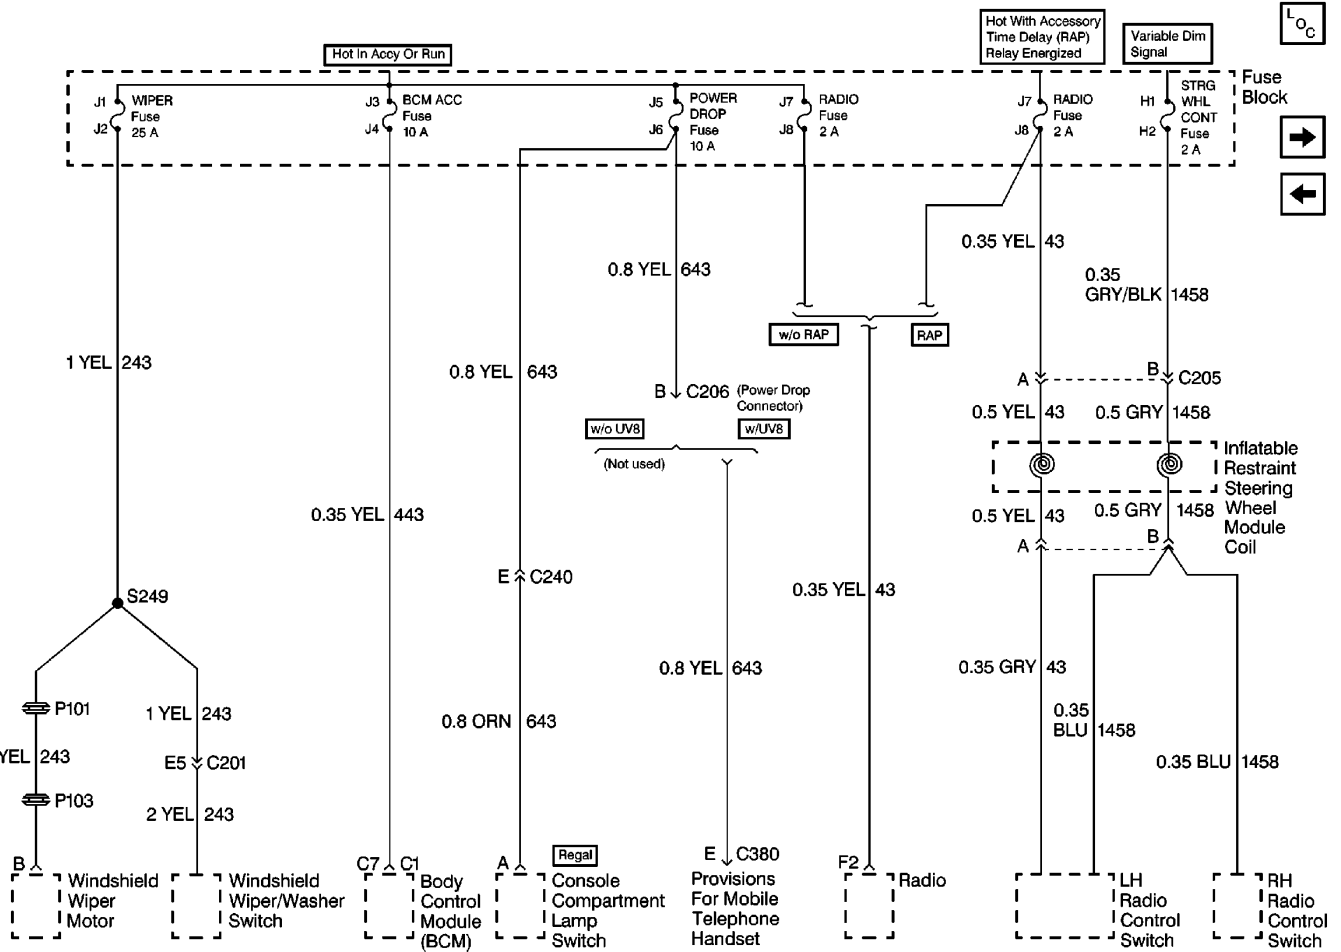 Hot In Accy Or Run
Hot With Accessory
Time Delay (RAP)
Relay Energized
Variable Dim
Signal
LOC
Fuse
Block
J1
J2
WIPER
Fuse
25 A
J3
J4
BCM ACC
Fuse
10 A
J5
J6
POWER
DROP
Fuse
10 A
J7
J8
RADIO
Fuse
2 A
J7
J8
RADIO
Fuse
2 A
H1
H2
STRG
WHL
CONT
Fuse
2 A
0.35 YEL 43
0.8 YEL 643
0.35
GRY/BLK 1458
w/o RAP
RAP
1 YEL 243
0.8 YEL 643
A
B C205
B C206 (Power Drop
Connector)
0.5 YEL 43
0.5 GRY 1458
w/o UV8
w/UV8
(Not used)
Inflatable
Restraint
Steering
Wheel
Module
Coil
0.35 YEL 443
0.5 YEL 43
0.5 GRY 1458
A
B
E C240
0.35 YEL 43
S249
0.8 YEL 643
0.35 GRY 43
P101
1 YEL 243
0.8 ORN 643
0.35
BLU 1458
YEL 243
E5 C201
0.35 BLU 1458
P103
2 YEL 243
B
C7 C1
A
Regal
E C380
F2
Windshield
Wiper
Motor
Windshield
Wiper/Washer
Switch
Body
Control
Module
(BCM)
Console
Compartment
Lamp
Switch
Provisions
For Mobile
Telephone
Handset
Radio
LH
Radio
Control
Switch
RH
Radio
Control
Switch